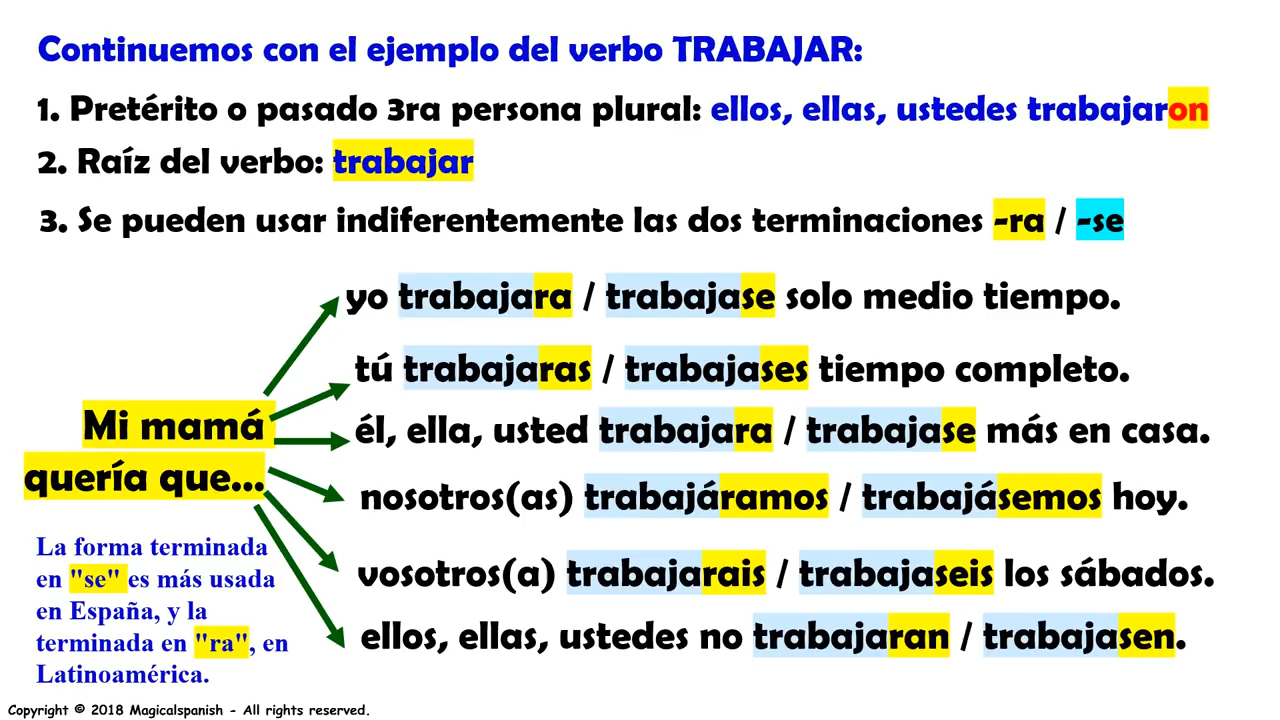 Continuemos con el ejemplo del verbo TRABAJAR:
1. Pretérito o pasado 3ra persona plural: ellos, ellas, ustedes trabajaron
2. Raíz del verbo: trabajar
3. Se pueden usar indiferentemente las dos terminaciones -ra / -se
yo trabajara / trabajase solo medio tiempo.
tú trabajaras / trabajases tiempo completo.
Mi mamá
quería que...
él, ella, usted trabajara / trabajase más en casa.
nosotros(as) trabajáramos / trabajásemos hoy.
vosotros(a) trabajarais / trabajaseis los sábados.
ellos, ellas, ustedes no trabajaran / trabajasen.
La forma terminada
en "se" es más usada
en España, y la
terminada en "ra", en
Latinoamérica.
Copyright © 2018 Magicalspanish - All rights reserved.